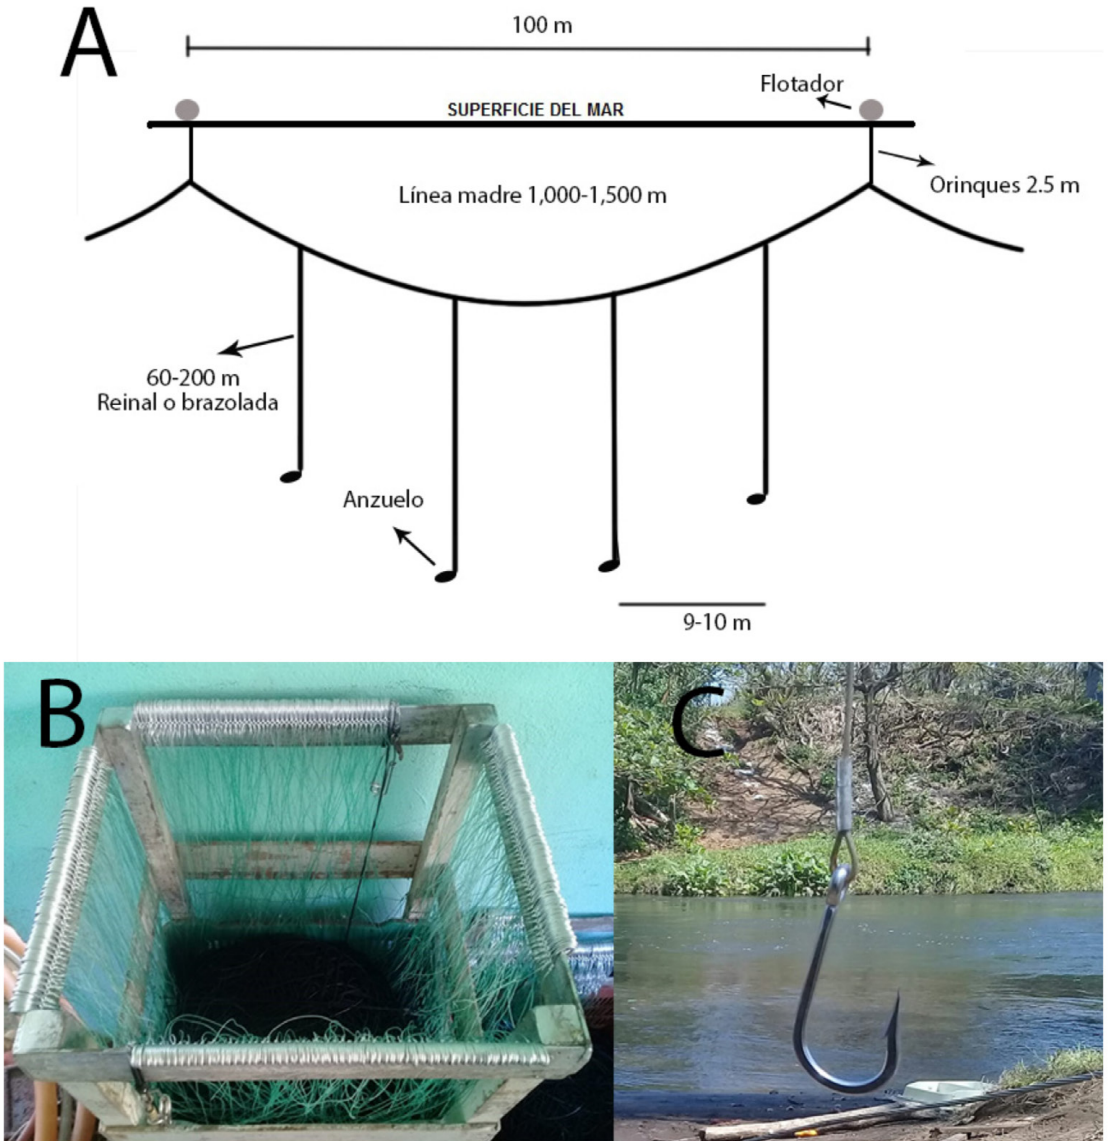 A
100 m
Flotador
SUPERFICIE DEL MAR
Orinques 2.5 m
Línea madre 1,000-1,500 m
60-200 m
Reinal o brazolada
Anzuelo
9-10 m
B
C